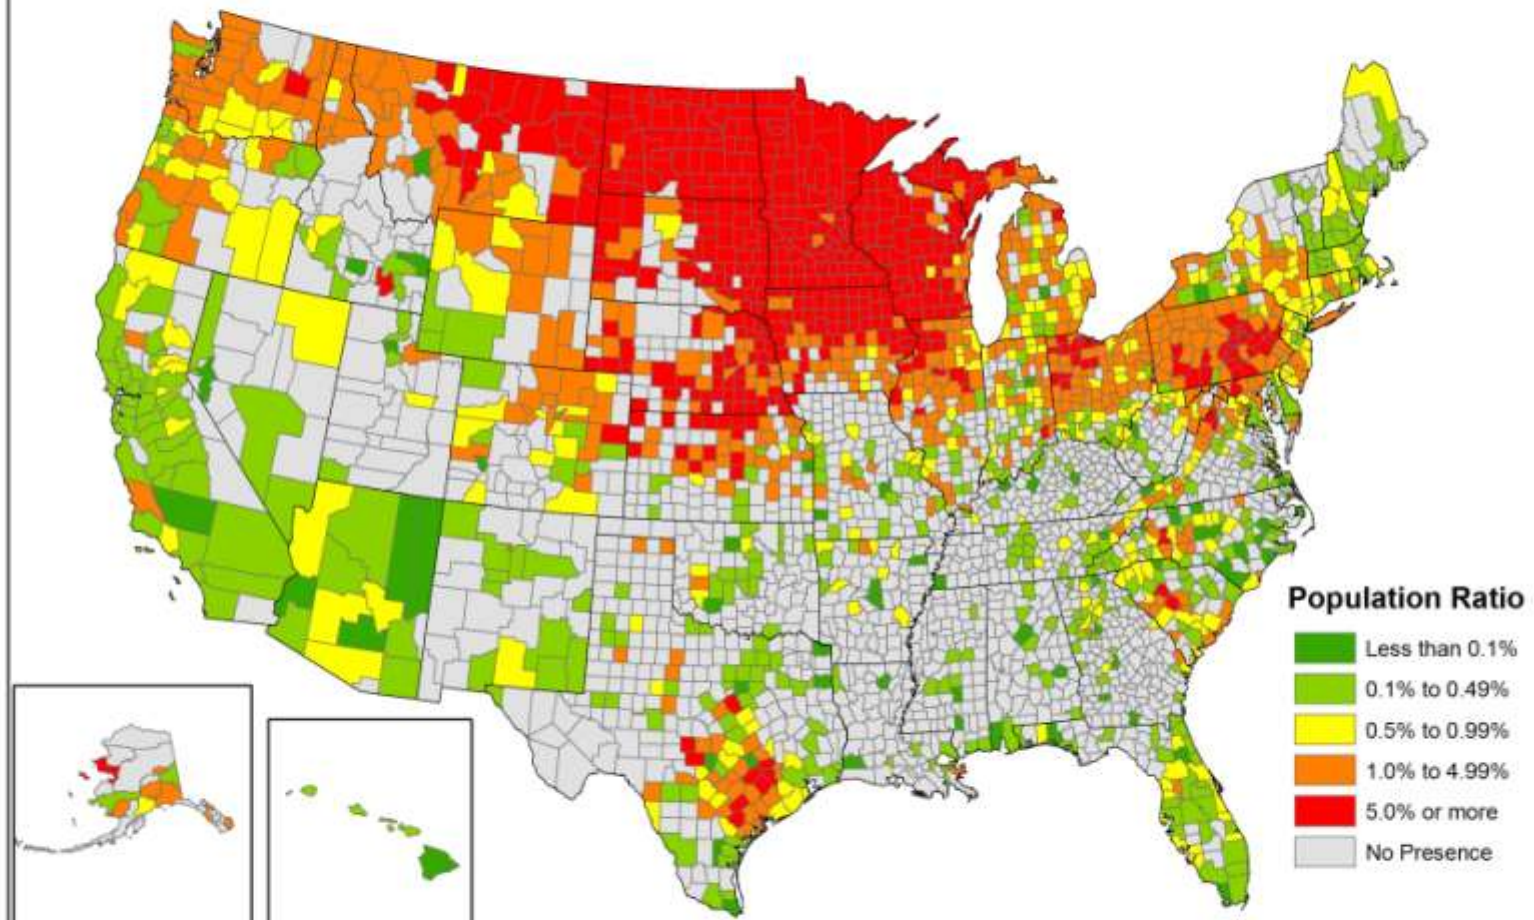 Population Ratio
Less than 0.1%
0.1% to 0.49%
0.5% to 0.99%
1.0% to 4.99%
5.0% or more
No Presence